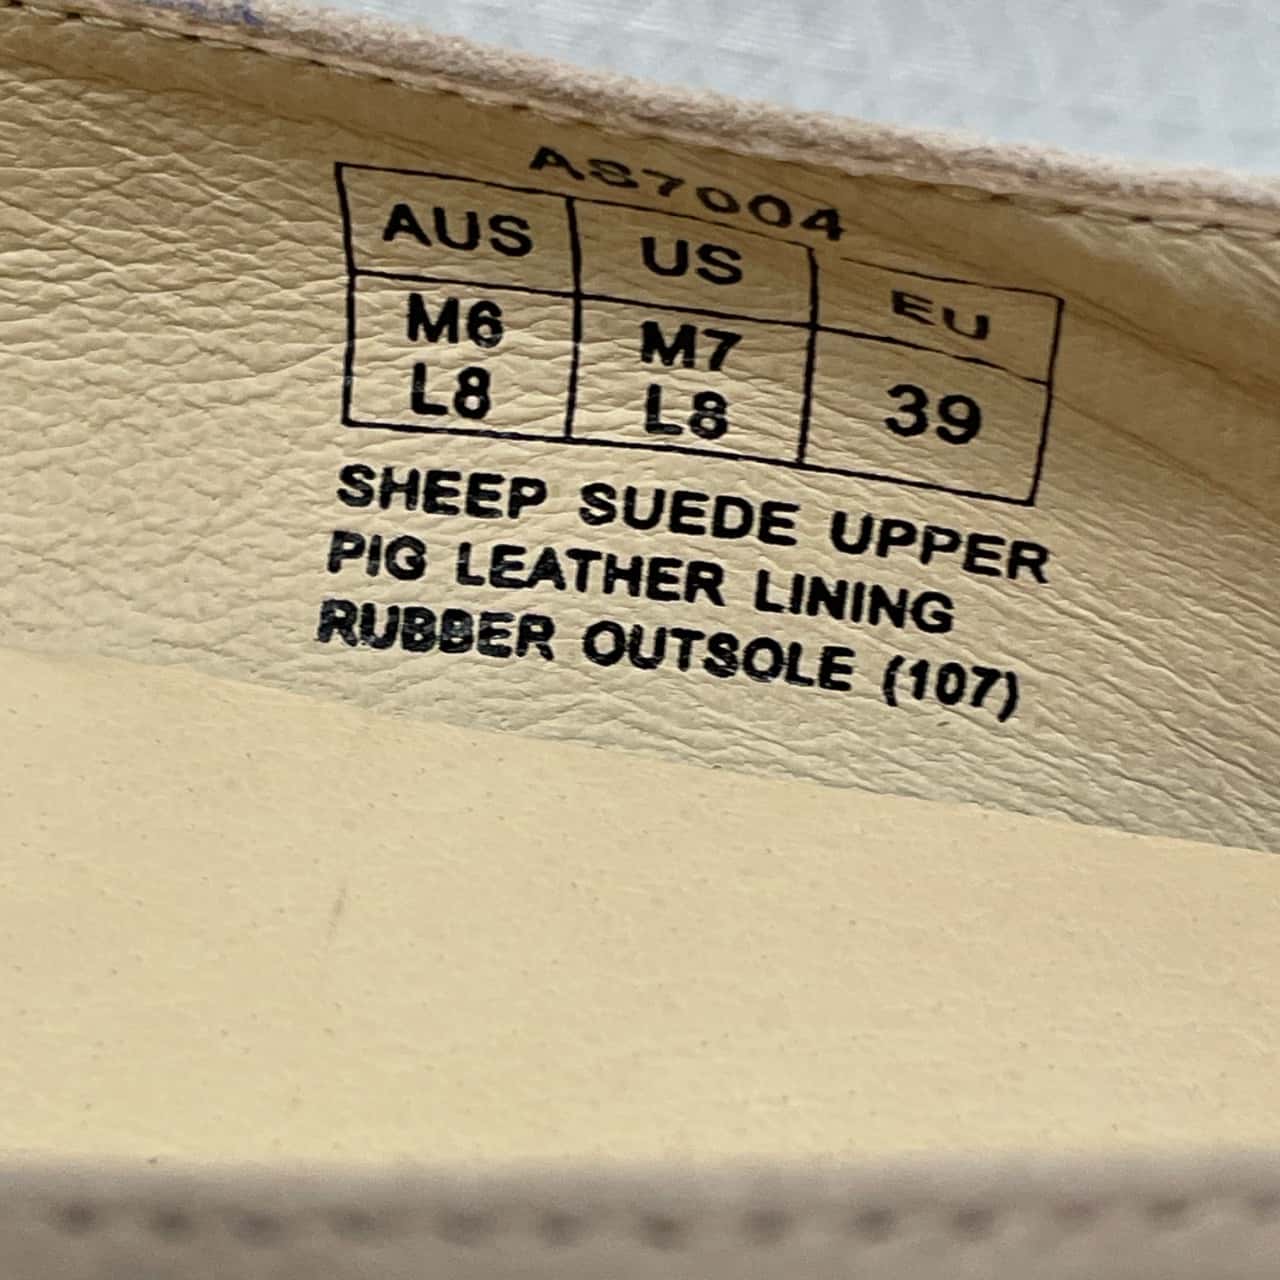 AS7004
AUS US EU
M6 M7 39
L8 L8
SHEEP SUEDE UPPER
PIG LEATHER LINING
RUBBER OUTSOLE (107)